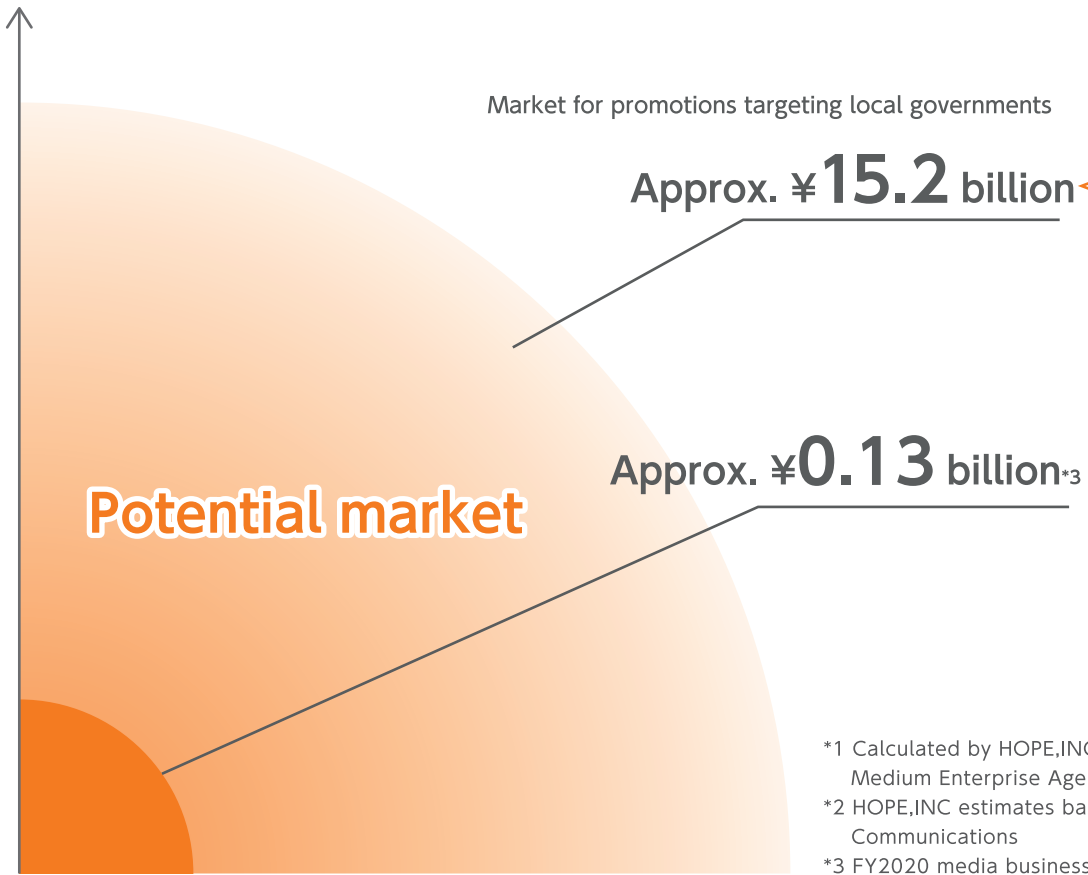 Market for promotions targeting local governments
Approx. ¥15.2 billion
Approx. ¥0.13 billion*3
Potential market
*1 Calculated by HOPE,INC
Medium Enterprise Age
*2 HOPE,INC estimates ba
Communications
*3 FY2020 media business